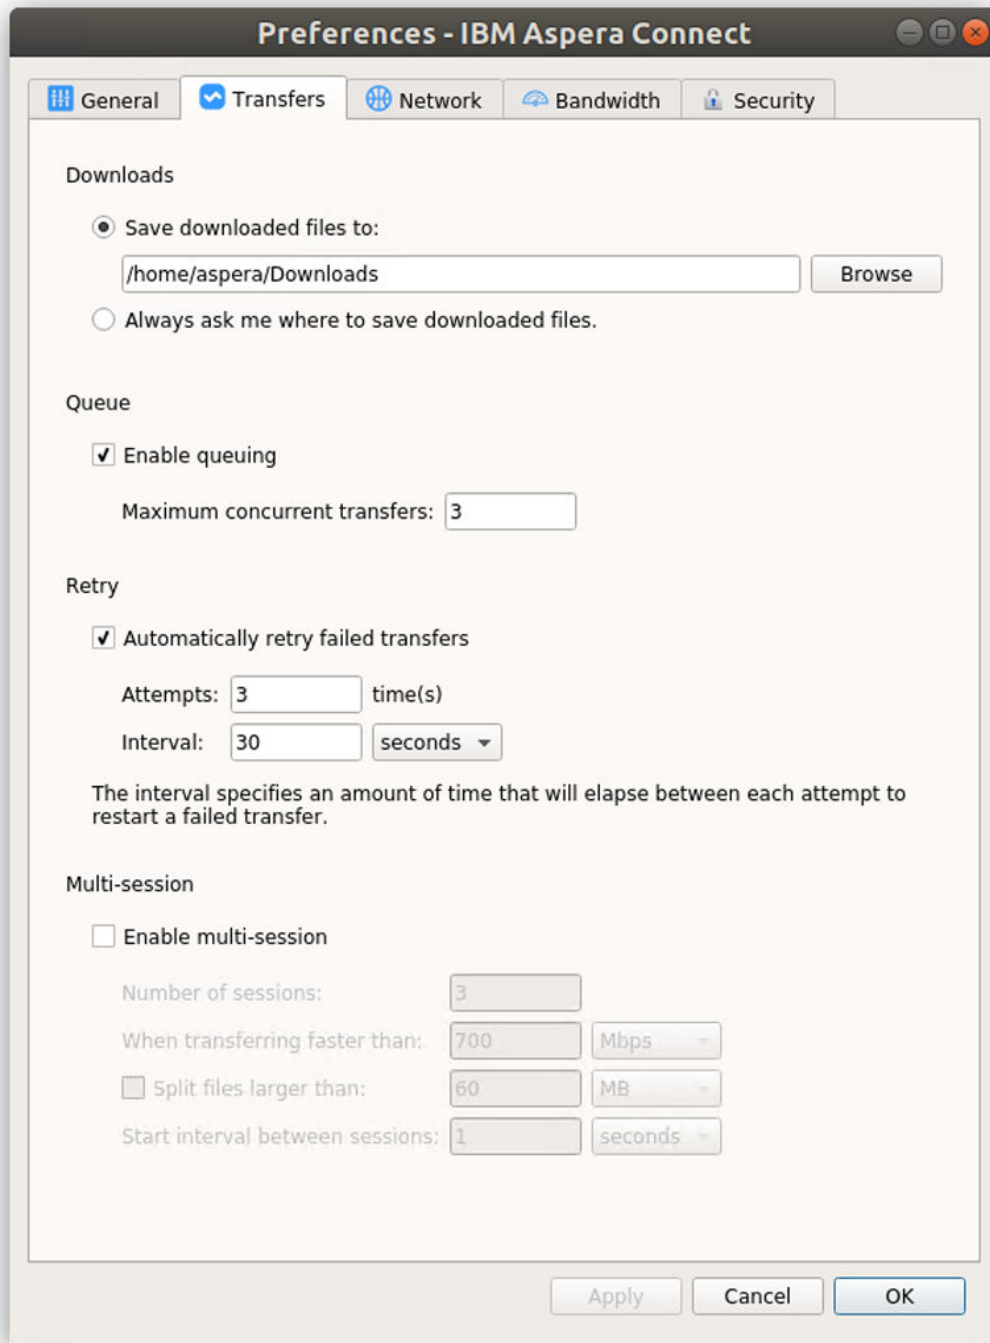 Preferences - IBM Aspera Connect
General Transfers Network Bandwidth Security
Downloads
Save downloaded files to:
/home/aspera/Downloads Browse
Always ask me where to save downloaded files.
Queue
Enable queuing
Maximum concurrent transfers: 3
Retry
Automatically retry failed transfers
Attempts: 3 time(s)
Interval: 30 seconds
The interval specifies an amount of time that will elapse between each attempt to
restart a failed transfer.
Multi-session
Enable multi-session
Number of sessions: 3
When transferring faster than: 700 Mbps
Split files larger than: 60 MB
Start interval between sessions: 1 seconds
Apply Cancel OK